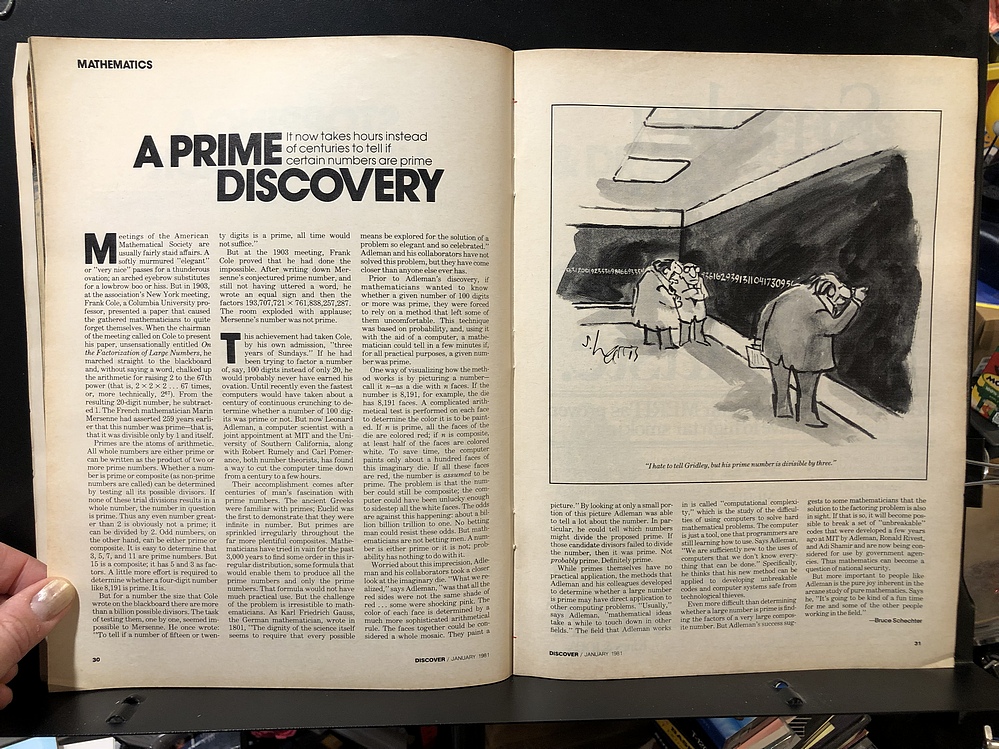 MATHEMATICS
A PRIME
DISCOVERY
It now takes hours instead
of centuries to tell if
certain numbers are prime
Meetings of the American
Mathematical Society are
usually fairly staid affairs. A
softly murmured "elegant"
or "very nice" passes for a thunderous
ovation; an arched eyebrow substitutes
for a lowbrow boo or hiss. But in 1903,
at the association's New York meeting,
Frank Cole, a Columbia University pro-
fessor, presented a paper that caused
the gathered mathematicians to quite
forget themselves. When the chairman
of the meeting called on Cole to present
his paper, unsensationally entitled On
the Factorization of Large Numbers, he
marched straight to the blackboard
and, without saying a word, chalked up
the arithmetic for raising 2 to the 67th
power (that is, 2 × 2 × 2 . . . 67 times,
or, more technically, 2⁶⁷). From the
resulting 20-digit number, he subtract-
ed 1. The French mathematician Marin
Mersenne had asserted 259 years earli-
er that this number was prime—that is,
that it was divisible only by 1 and itself.
Primes are the atoms of arithmetic.
All whole numbers are either prime or
can be written as the product of two or
more prime numbers. Whether a num-
ber is prime or composite (as non-prime
numbers are called) can be determined
by testing all its possible divisors. If
none of these trial divisions results in a
whole number, the number in question
is prime. Thus any even number great-
er than 2 is obviously not a prime; it
can be divided by 2. Odd numbers, on
the other hand, can be either prime or
composite. It is easy to determine that
3, 5, 7, and 11 are prime numbers. But
15 is a composite; it has 5 and 3 as fac-
tors. A little more effort is required to
determine whether a four-digit number
like 8,191 is prime. It is.
But for a number the size that Cole
wrote on the blackboard there are more
than a billion possible divisors. The task
of testing them, one by one, seemed im-
possible to Mersenne. He once wrote:
"To tell if a number of fifteen or twen-
ty digits is a prime, all time would
not suffice."
But at the 1903 meeting, Frank
Cole proved that he had done the
impossible. After writing down Mer-
senne's conjectured prime number, and
still not having uttered a word, he
wrote an equal sign and then the
factors 193,707,721 × 761,838,257,287.
The room exploded with applause;
Mersenne's number was not prime.
This achievement had taken Cole,
by his own admission, "three
years of Sundays." If he had
been trying to factor a number
of, say, 100 digits instead of only 20, he
would probably never have earned his
ovation. Until recently even the fastest
computers would have taken about a
century of continuous crunching to de-
termine whether a number of 100 dig-
its was prime or not. But now Leonard
Adleman, a computer scientist with a
joint appointment at MIT and the Uni-
versity of Southern California, along
with Robert Rumely and Carl Pomer-
ance, both number theorists, has found
a way to cut the computer time down
from a century to a few hours.
Their accomplishment comes after
centuries of man's fascination with
prime numbers. The ancient Greeks
were familiar with primes; Euclid was
the first to demonstrate that they were
infinite in number. But primes are
sprinkled irregularly throughout the
far more plentiful composites. Mathe-
maticians have tried in vain for the past
3,000 years to find some order in this ir-
regular distribution, some formula that
would enable them to produce all the
prime numbers and only the prime
numbers. That formula would not have
much practical use. But the challenge
of the problem is irresistible to math-
ematicians. As Karl Friedrich Gauss,
the German mathematician, wrote in
1801, "The dignity of the science itself
seems to require that every possible
means be explored for the solution of a
problem so elegant and so celebrated."
Adleman and his collaborators have not
solved this problem, but they have come
closer than anyone else ever has.
Prior to Adleman's discovery, if
mathematicians wanted to know
whether a given number of 100 digits
or more was prime, they were forced
to rely on a method that left some of
them uncomfortable. This technique
was based on probability, and, using it
with the aid of a computer, a mathe-
matician could tell in a few minutes if,
for all practical purposes, a given num-
ber was prime.
One way of visualizing how the meth-
od works is by picturing a number—
call it n—as a die with n faces. If the
number is 8,191, for example, the die
has 8,191 faces. A complicated arith-
metical test is performed on each face
to determine the color it is to be paint-
ed. If n is prime, all the faces of the
die are colored red; if n is composite,
at least half of the faces are colored
white. To save time, the computer
paints only about a hundred faces of
this imaginary die. If all these faces
are red, the number is assumed to be
prime. The problem is that the num-
ber could still be composite; the com-
puter could have been unlucky enough
to sidestep all the white faces. The odds
are against this happening: about a bil-
lion billion trillion to one. No betting
man could resist these odds. But math-
ematicians are not betting men. A num-
ber is either prime or it is not; prob-
ability has nothing to do with it.
Worried about this imprecision, Adle-
man and his collaborators took a closer
look at the imaginary die. "What we re-
alized," says Adleman, "was that all the
red sides were not the same shade of
red . . . some were shocking pink. The
color of each face is determined by a
much more sophisticated arithmetical
rule. The faces together could be con-
sidered a whole mosaic. They paint a
30
DISCOVER / JANUARY 1981
S. Harris
"I hate to tell Gridley, but his prime number is divisible by three."
picture." By looking at only a small por-
tion of this picture Adleman was able
to tell a lot about the number. In par-
ticular, he could tell which numbers
might divide the proposed prime. If
those candidate divisors failed to divide
the number, then it was prime. Not
probably prime. Definitely prime.
While primes themselves have no
practical application, the methods that
Adleman and his colleagues developed
to determine whether a large number
is prime may have direct application to
other computing problems. "Usually,"
says Adleman, "mathematical ideas
take a while to touch down in other
fields." The field that Adleman works
in is called "computational complexi-
ty," which is the study of the difficul-
ties of using computers to solve hard
mathematical problems. The computer
is just a tool, one that programmers are
still learning how to use. Says Adleman,
"We are sufficiently new to the uses of
computers that we don't know every-
thing that can be done." Specifically,
he thinks that his new method can be
applied to developing unbreakable
codes and computer systems safe from
technological thieves.
Even more difficult than determining
whether a large number is prime is find-
ing the factors of a very large compos-
ite number. But Adleman's success sug-
gests to some mathematicians that the
solution to the factoring problem is also
in sight. If that is so, it will become pos-
sible to break a set of "unbreakable"
codes that were developed a few years
ago at MIT by Adleman, Ronald Rivest,
and Adi Shamir and are now being con-
sidered for use by government agen-
cies. Thus mathematics can become a
question of national security.
But more important to people like
Adleman is the pure joy inherent in the
arcane study of pure mathematics. Says
he, "It's going to be kind of a fun time
for me and some of the other people
working in the field."
—Bruce Schechter
DISCOVER / JANUARY 1981
31